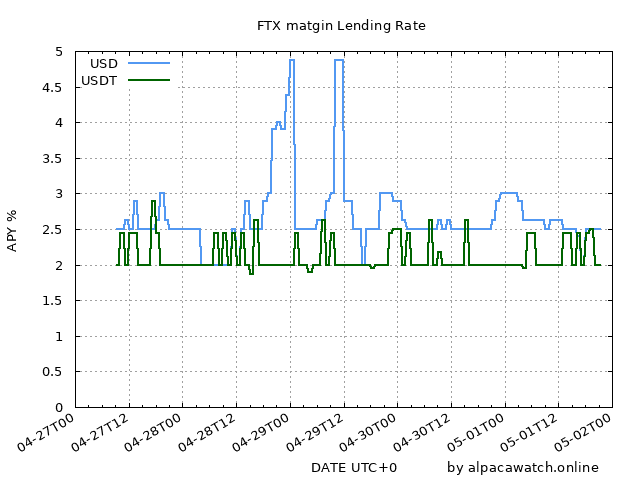 FTX matgin Lending Rate
USD
USDT
5
4.5
4
3.5
3
2.5
2
1.5
1
0.5
0
APY %
04-27T00
04-27T12
04-28T00
04-28T12
04-29T00
04-29T12
04-30T00
04-30T12
05-01T00
05-01T12
05-02T00
DATE UTC+0
by alpacawatch.online